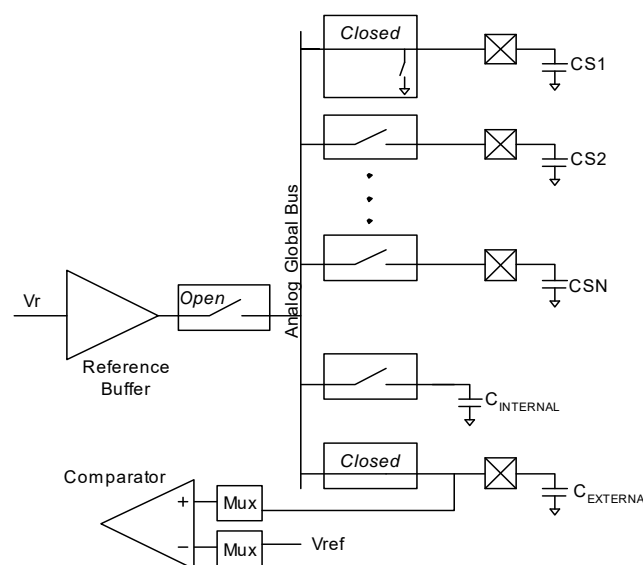 Closed
CS1
CS2
Analog Global Bus
CSN
Vr
Open
Reference
Buffer
C INTERNAL
Closed
Comparator
+
Mux
C EXTERNA
−
Mux
Vref